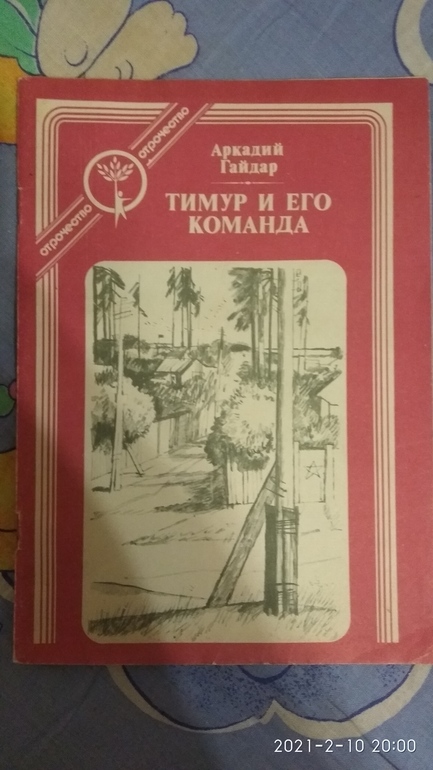 отрочество
отрочество
Аркадий
Гайдар
ТИМУР И ЕГО
КОМАНДА
2021-2-10 20:00